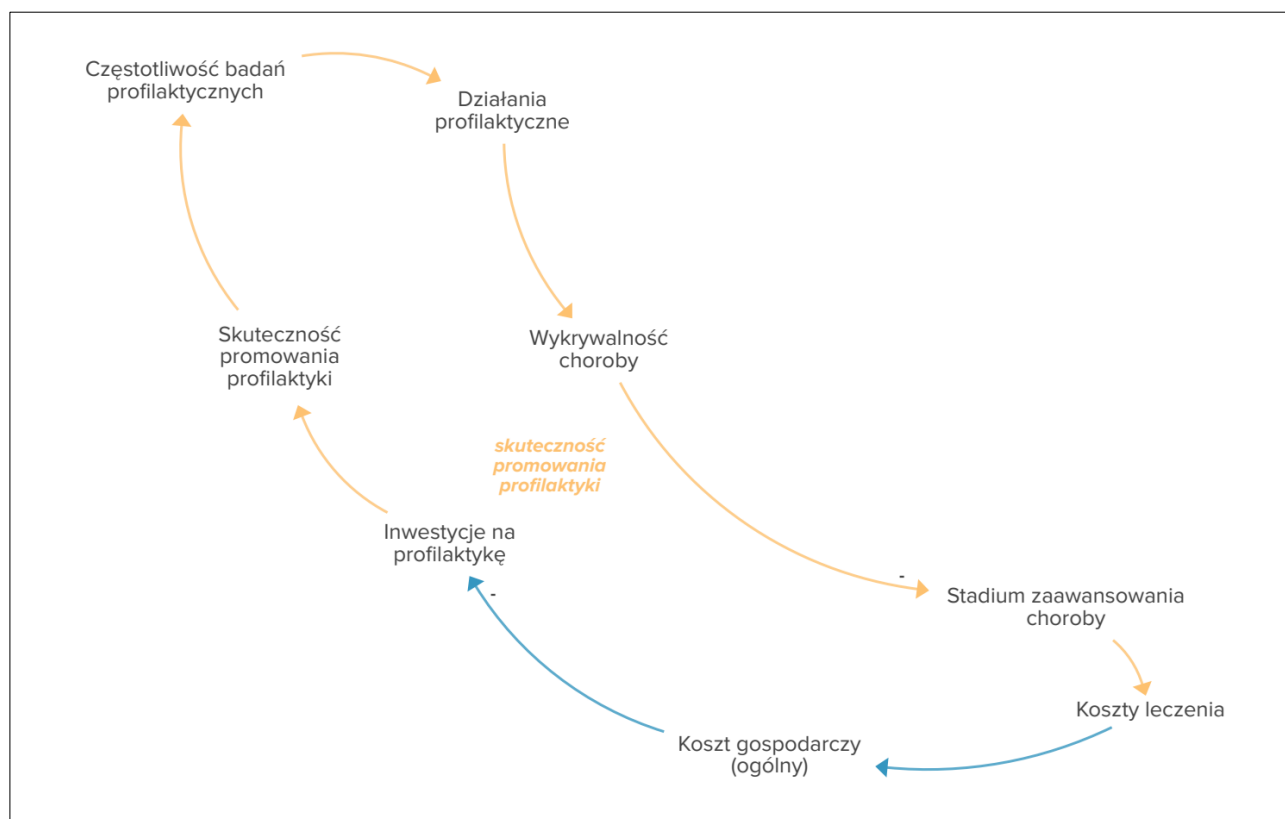 Częstotliwość badań
profilaktycznych
Działania
profilaktyczne
Skuteczność
promowania
profilaktyki
Wykrywalność
choroby
skuteczność
promowania
profilaktyki
Inwestycje na
profilaktykę
-
-
Stadium zaawansowania
choroby
Koszty leczenia
Koszt gospodarczy
(ogólny)